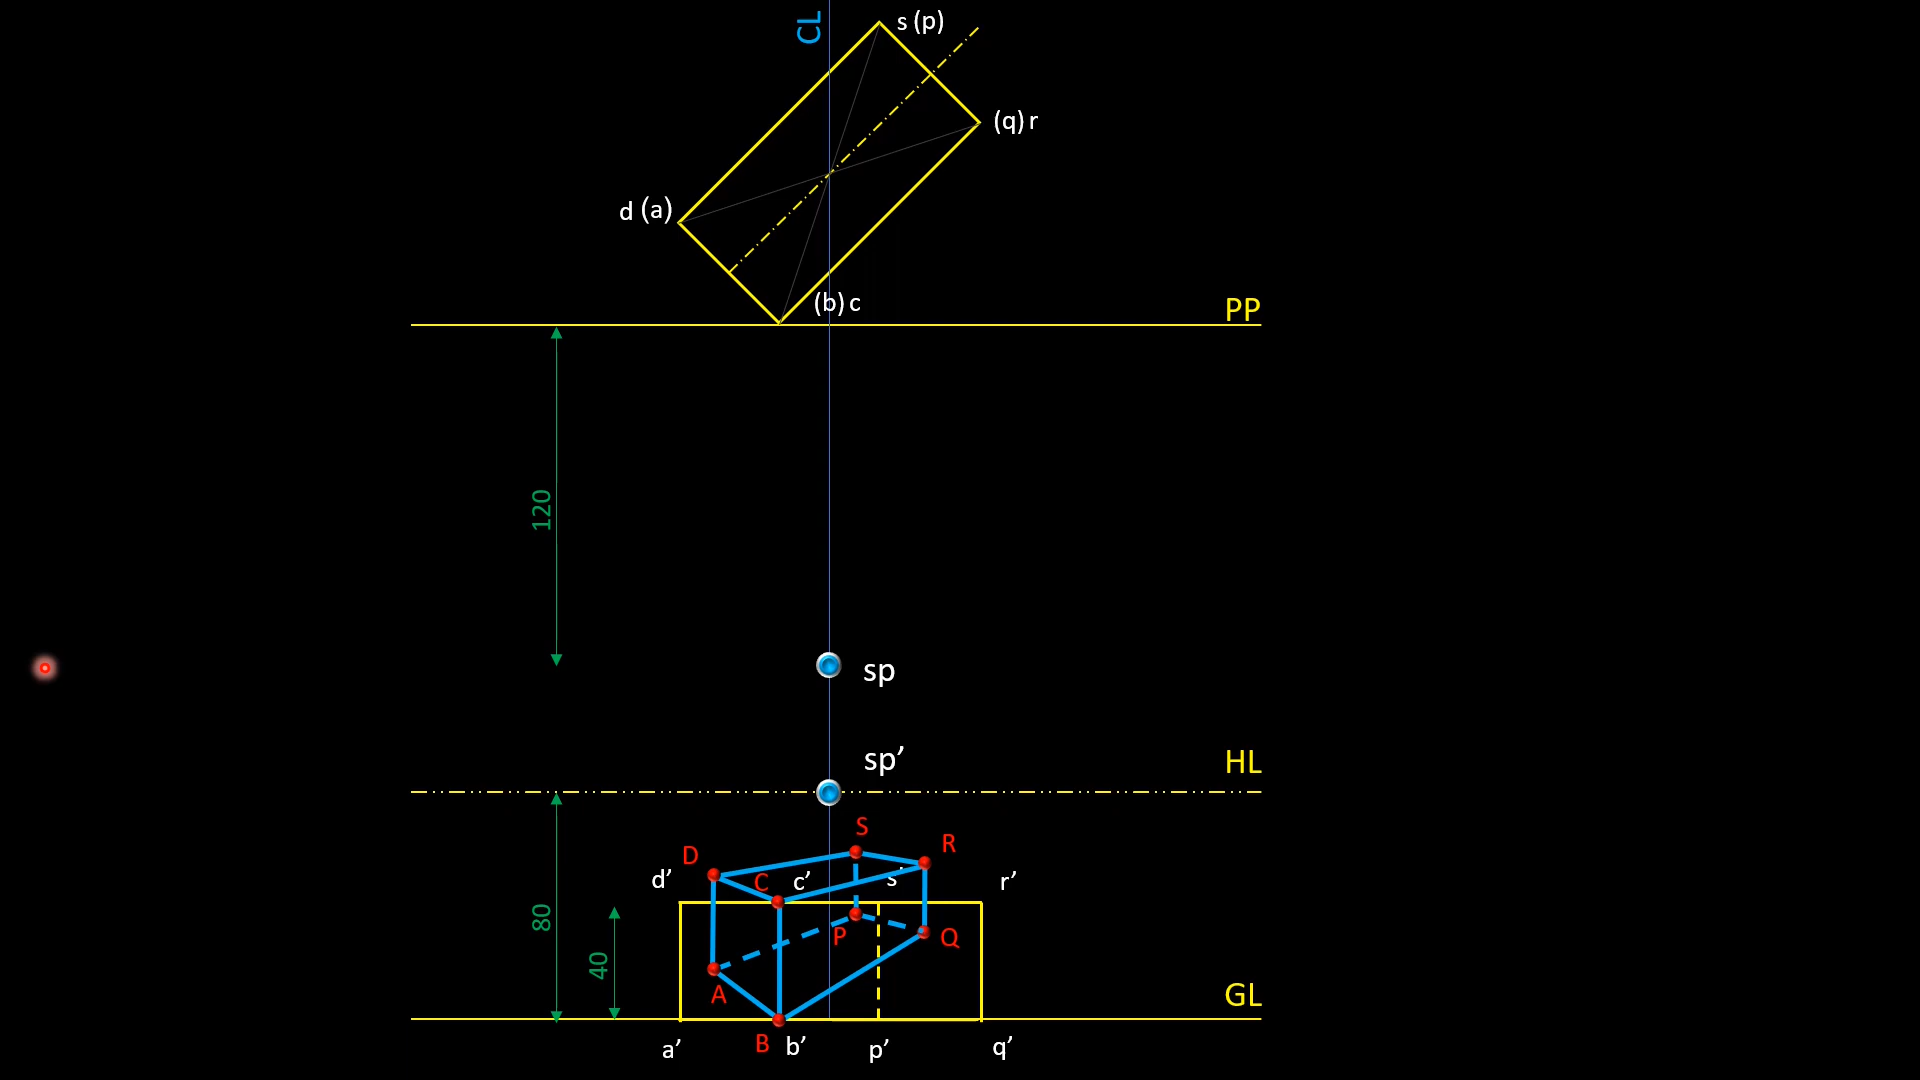 CL
s (p)
(q) r
d (a)
(b) c
PP
120
sp
sp’
HL
S
D
R
d’
C
c’
s’
r’
80
40
P
Q
A
GL
a’
B
b’
p’
q’